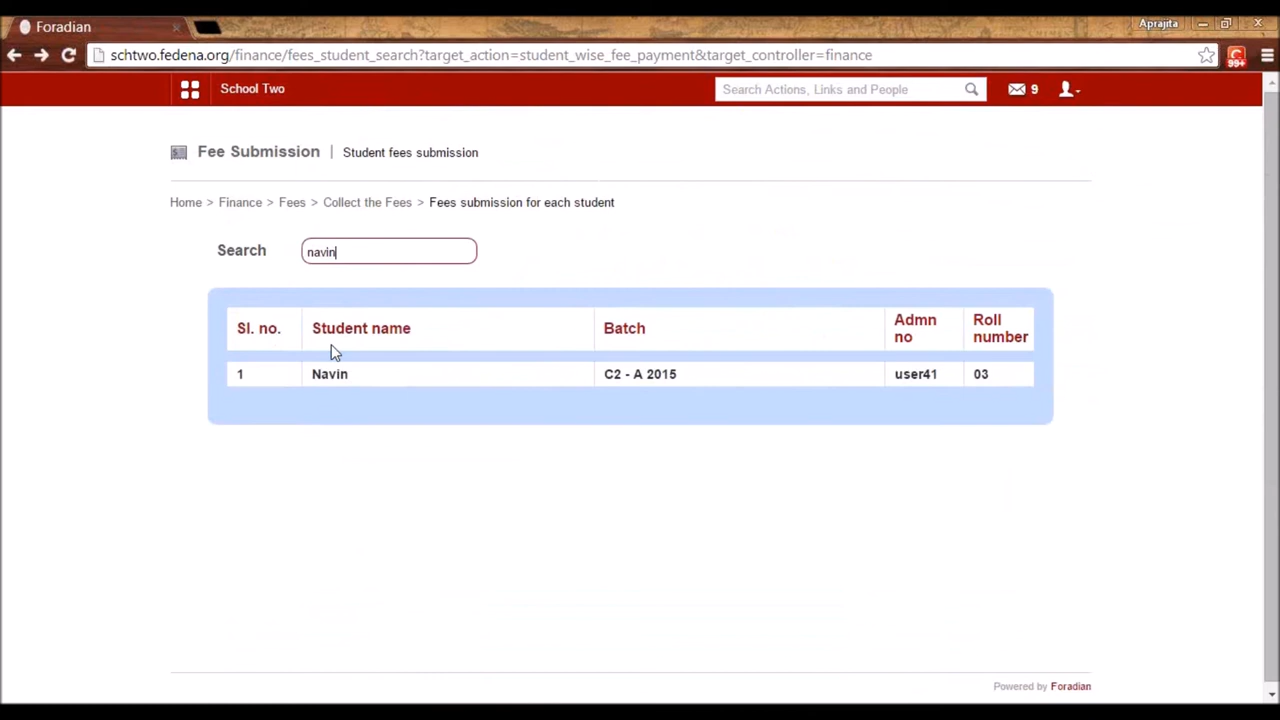 Foradian
Aprajita
schtwo.fedena.org/finance/fees_student_search?target_action=student_wise_fee_payment&target_controller=finance
99+
School Two
Search Actions, Links and People
9
Fee Submission | Student fees submission
Home > Finance > Fees > Collect the Fees > Fees submission for each student
Search
navin
Sl. no. Student name Batch Admn no Roll number
1 Navin C2 - A 2015 user41 03
Powered by Foradian